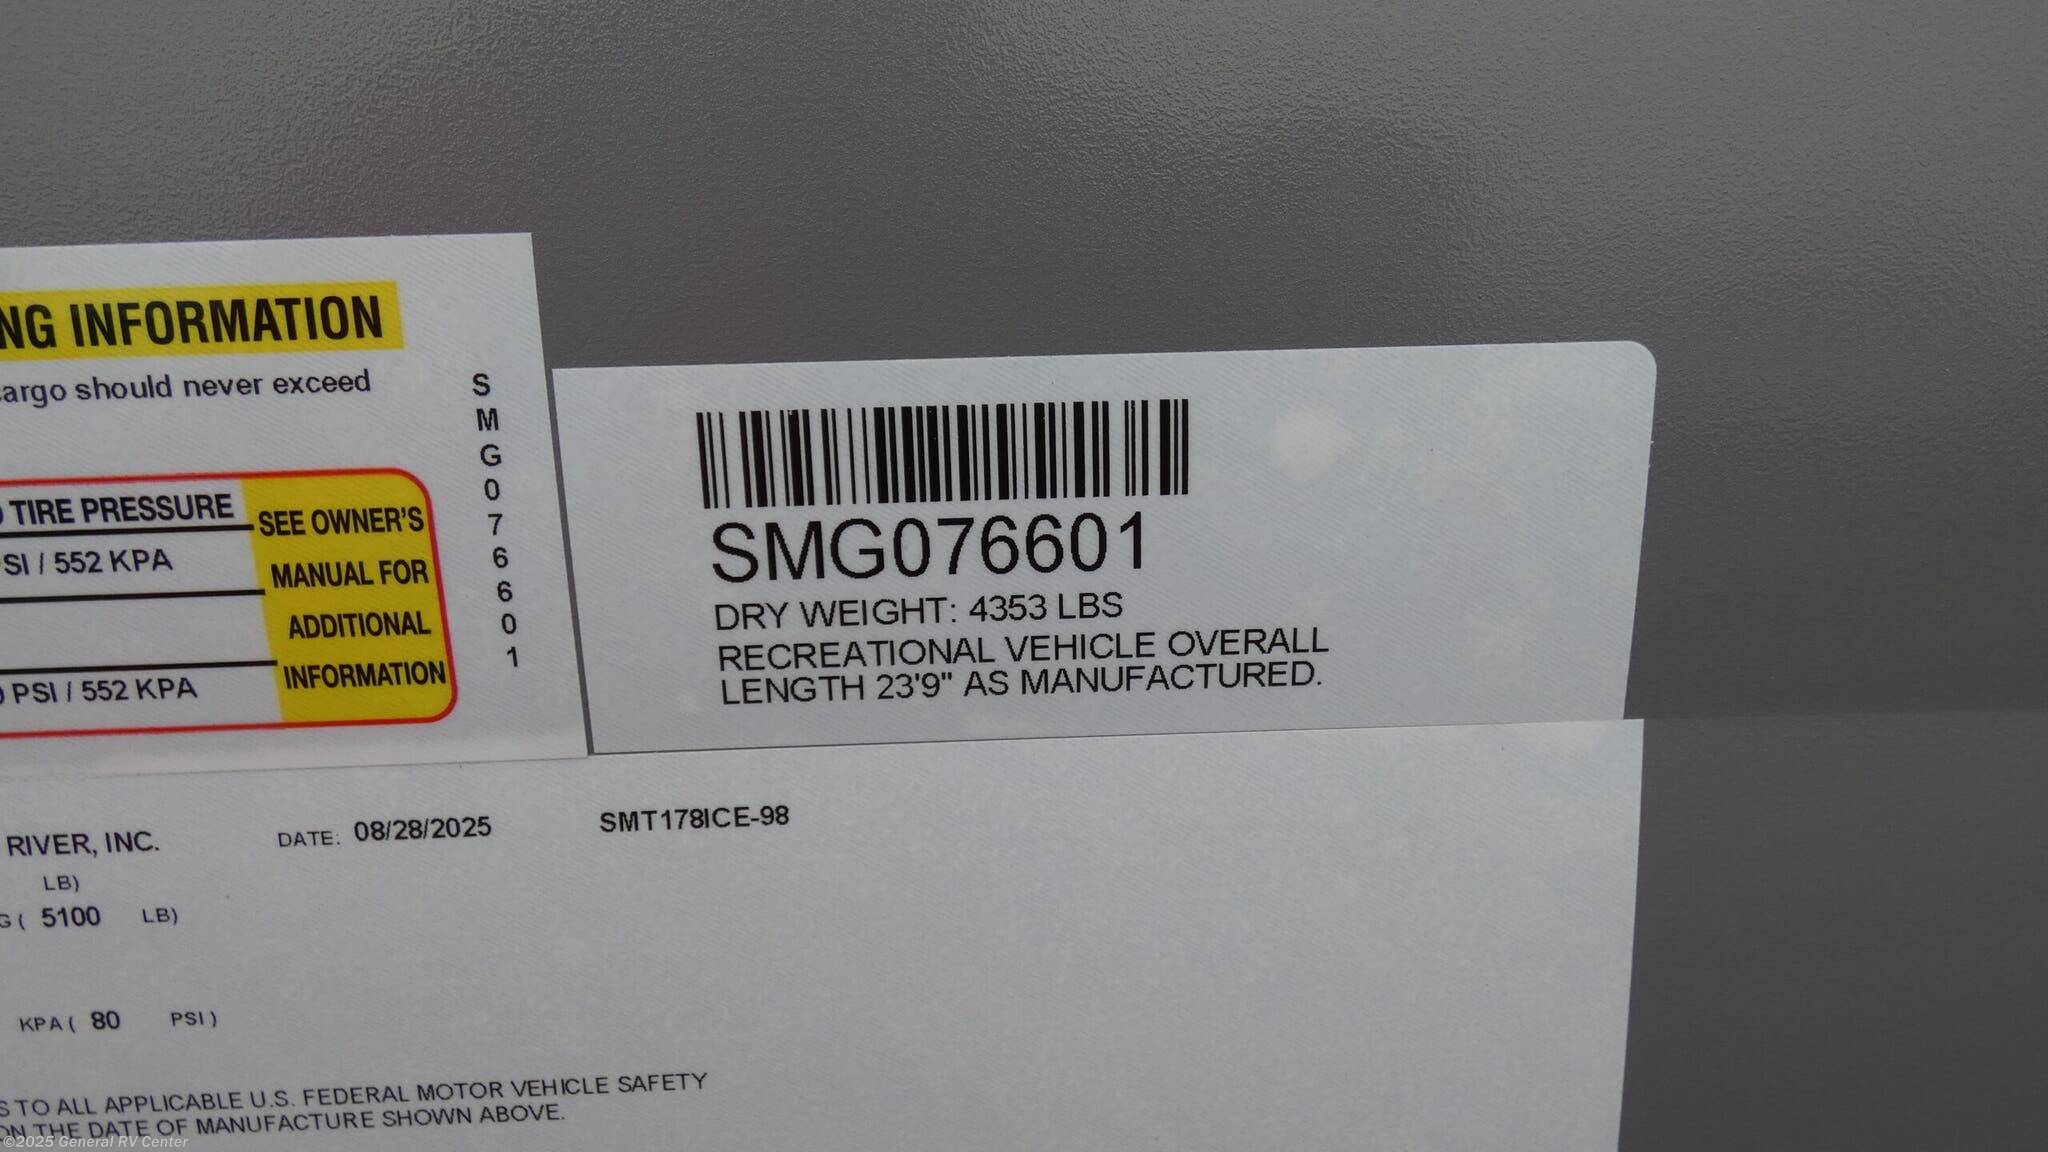 NG INFORMATION
cargo should never exceed
TIRE PRESSURE
PSI / 552 KPA
PSI / 552 KPA
SEE OWNER'S
MANUAL FOR
ADDITIONAL
INFORMATION
S
M
G
0
7
6
6
0
1
SMG076601
DRY WEIGHT: 4353 LBS
RECREATIONAL VEHICLE OVERALL
LENGTH 23'9" AS MANUFACTURED.
RIVER, INC. DATE: 08/28/2025 SMT178ICE-98
LB)
G ( 5100 LB)
KPA ( 80 PSI )
S TO ALL APPLICABLE U.S. FEDERAL MOTOR VEHICLE SAFETY
ON THE DATE OF MANUFACTURE SHOWN ABOVE.
©2025 General RV Center